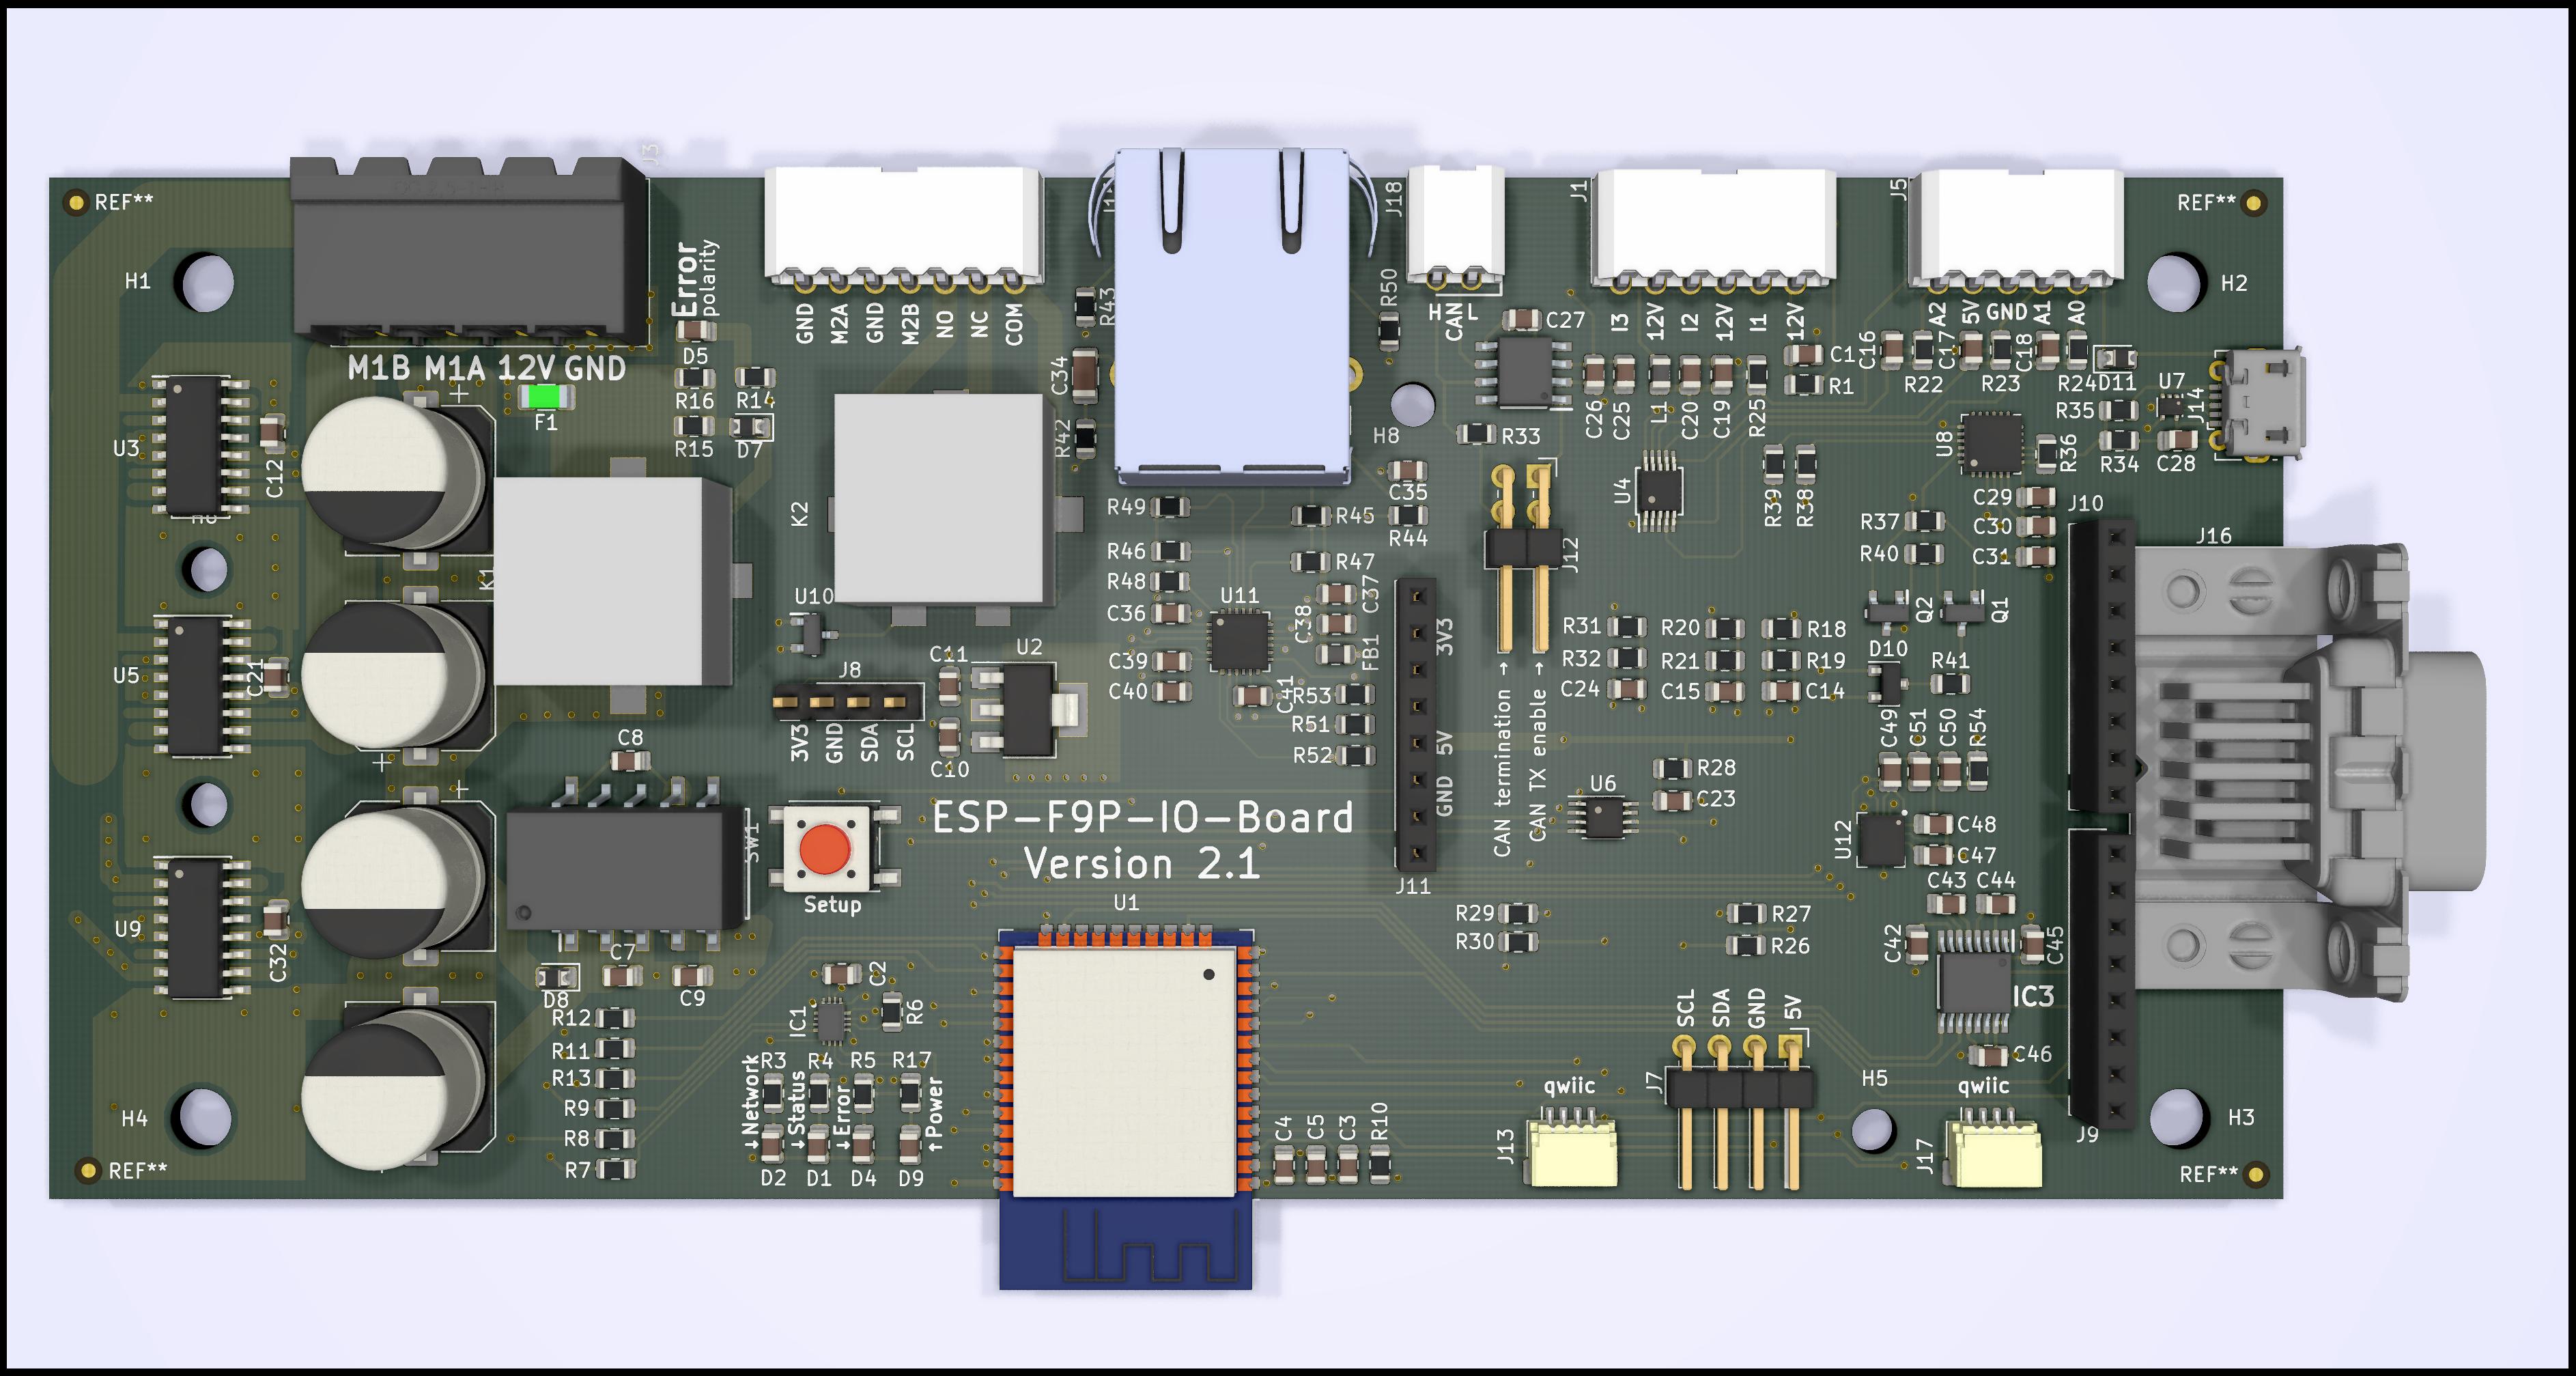 J3
J18
J1
J5
REF**
REF**
H1
Error
polarity
R43
R50
H2
GND
M2A
GND
M2B
NO
NC
COM
H
L
CAN
C27
I3
12V
I2
12V
I1
12V
A2
5V
GND
A1
A0
M1B M1A 12V GND
D5
C34
C1
C16
C17
C18
R16
R14
R1
R22
R23
R24
D11
U7
F1
C26
C25
L1
C20
C19
R25
R35
J14
U3
R15
D7
R42
H8
R33
U8
R36
C12
R34
C28
C35
U4
R39
R38
C29
J10
K2
R49
R45
R44
R37
C30
J16
K1
R46
R47
J12
R40
C31
R48
U10
U11
C37
C36
C38
3V3
R31
R20
R18
Q2
Q1
C11
U2
FB1
R32
R21
R19
D10
R41
U5
C21
J8
C39
C40
C41
R53
C24
C15
C14
R51
C49
C51
C50
R54
C8
3V3
GND
SDA
SCL
C10
R52
5V
GND
CAN termination →
CAN TX enable →
R28
U6
C23
ESP-F9P-IO-Board
Version 2.1
SW1
Setup
U12
C48
C47
J11
U1
C43
C44
U9
C32
R29
R27
R30
R26
C42
C45
C7
C2
D8
C9
R12
IC1
R6
IC3
SCL
SDA
GND
5V
R11
R3
R4
R5
R17
C46
R13
←Network
←Status
←Error
→Power
J7
qwiic
H5
qwiic
R9
H4
C4
C5
C3
R10
H3
R8
J13
J17
J9
R7
REF**
D2
D1
D4
D9
REF**